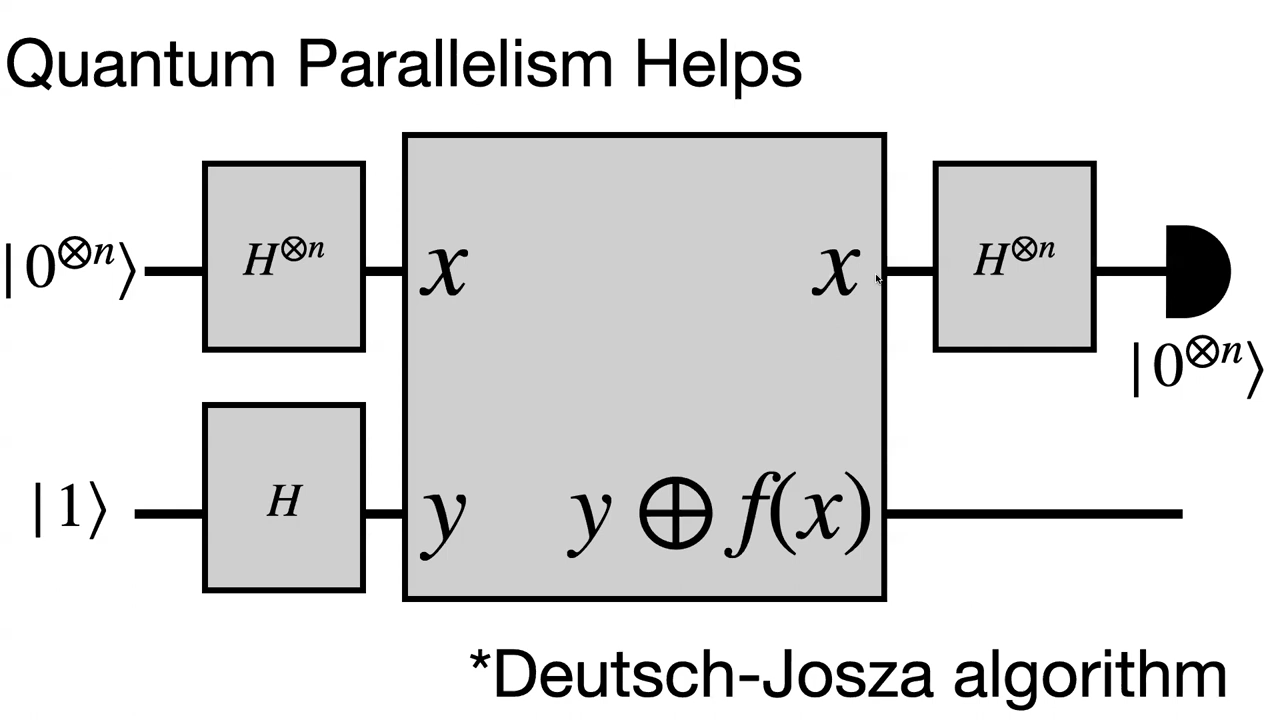 Quantum Parallelism Helps
|0⊗n⟩ H⊗n x x H⊗n
|0⊗n⟩
|1⟩ H y y ⊕ f(x)
*Deutsch-Josza algorithm